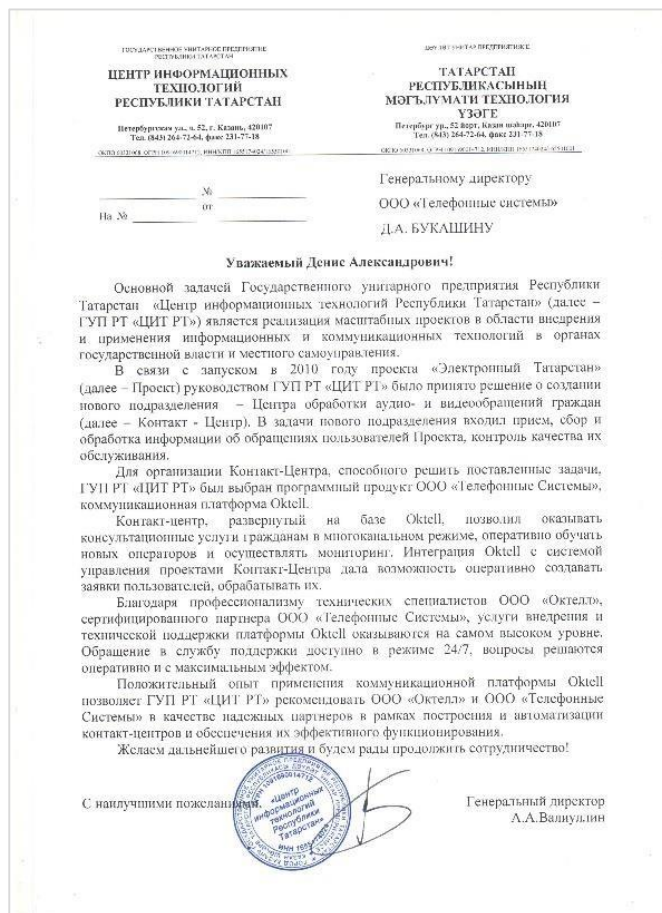 ГОСУДАРСТВЕННОЕ УНИТАРНОЕ ПРЕДПРИЯТИЕ
РЕСПУБЛИКИ ТАТАРСТАН
ЦЕНТР ИНФОРМАЦИОННЫХ
ТЕХНОЛОГИЙ
РЕСПУБЛИКИ ТАТАРСТАН
Петербургская ул., д. 52, г. Казань, 420107
Тел. (843) 264-72-64, факс 231-77-18
ДӘҮЛӘТ УНИТАР ПРЕДПРИЯТИЯСЕ
ТАТАРСТАН
РЕСПУБЛИКАСЫНЫҢ
МӘГЪЛҮМАТИ ТЕХНОЛОГИЯ
ҮЗӘГЕ
Петербург ур., 52 йорт, Казан шәһәре, 420107
Тел. (843) 264-72-64, факс 231-77-18
№
На № от
Генеральному директору
ООО «Телефонные системы»
Д.А. БУКАШИНУ
Уважаемый Денис Александрович!
Основной задачей Государственного унитарного предприятия Республики
Татарстан «Центр информационных технологий Республики Татарстан» (далее –
ГУП РТ «ЦИТ РТ») является реализация масштабных проектов в области внедрения
и применения информационных и коммуникационных технологий в органах
государственной власти и местного самоуправления.
В связи с запуском в 2010 году проекта «Электронный Татарстан»
(далее – Проект) руководством ГУП РТ «ЦИТ РТ» было принято решение о создании
нового подразделения – Центра обработки аудио- и видеообращений граждан
(далее – Контакт - Центр). В задачи нового подразделения входил прием, сбор и
обработка информации об обращениях пользователей Проекта, контроль качества их
обслуживания.
Для организации Контакт-Центра, способного решить поставленные задачи,
ГУП РТ «ЦИТ РТ» был выбран программный продукт ООО «Телефонные Системы»,
коммуникационная платформа Oktell.
Контакт-центр, развернутый на базе Oktell, позволил оказывать
консультационные услуги гражданам в многоканальном режиме, оперативно обучать
новых операторов и осуществлять мониторинг. Интеграция Oktell с системой
управления проектами Контакт-Центра дала возможность оперативно создавать
заявки пользователей, обрабатывать их.
Благодаря профессионализму технических специалистов ООО «Октелл»,
сертифицированного партнера ООО «Телефонные Системы», услуги внедрения и
технической поддержки платформы Oktell оказываются на самом высоком уровне.
Обращение в службу поддержки доступно в режиме 24/7, вопросы решаются
оперативно и с максимальным эффектом.
Положительный опыт применения коммуникационной платформы Oktell
позволяет ГУП РТ «ЦИТ РТ» рекомендовать ООО «Октелл» и ООО «Телефонные
Системы» в качестве надежных партнеров в рамках построения и автоматизации
контакт-центров и обеспечения их эффективного функционирования.
Желаем дальнейшего развития и будем рады продолжить сотрудничество!
С наилучшими пожеланиями.
Генеральный директор
А.А.Валиуллин
«Центр
информационных
технологий
Республики
Татарстан»